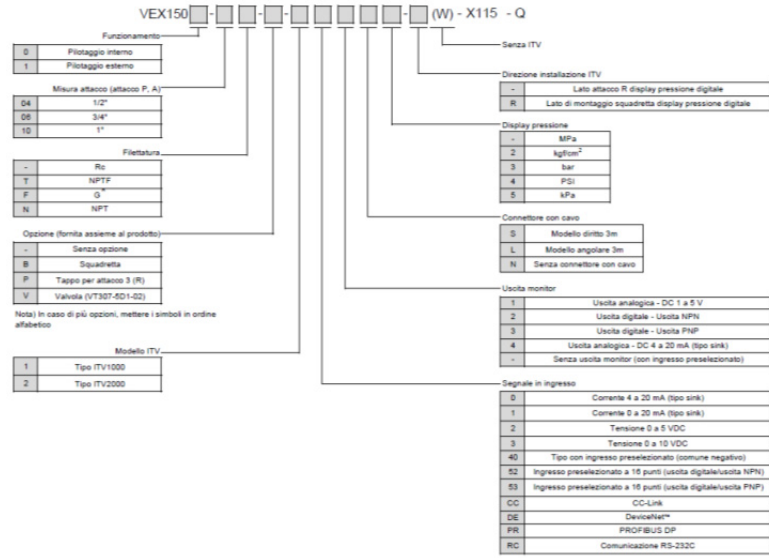 VEX150 - - - - (W) - X115 - Q
Funzionamento
0 Pilotaggio interno
1 Pilotaggio esterno
Misura attacco (attacco P, A)
04 1/2"
06 3/4"
10 1"
Filettatura
- Rc
T NPTF
F G
N NPT
Opzione (fornita assieme al prodotto)
- Senza opzione
B Squadretta
P Tappo per attacco 3 (R)
V Valvola (VT307-5D1-02)
Nota) In caso di più opzioni, mettere i simboli in ordine
alfabetico
Modello ITV
1 Tipo ITV1000
2 Tipo ITV2000
Senza ITV
Direzione installazione ITV
- Lato attacco R display pressione digitale
R Lato di montaggio squadretta display pressione digitale
Display pressione
- MPa
2 kgf/cm²
3 bar
4 PSI
5 kPa
Connettore con cavo
S Modello diritto 3m
L Modello angolare 3m
N Senza connettore con cavo
Uscita monitor
1 Uscita analogica - DC 1 a 5 V
2 Uscita digitale - Uscita NPN
3 Uscita digitale - Uscita PNP
4 Uscita analogica - DC 4 a 20 mA (tipo sink)
- Senza uscita monitor (con ingresso preselezionato)
Segnale in ingresso
0 Corrente 4 a 20 mA (tipo sink)
1 Corrente 0 a 20 mA (tipo sink)
2 Tensione 0 a 5 VDC
3 Tensione 0 a 10 VDC
40 Tipo con ingresso preselezionato (comune negativo)
52 Ingresso preselezionato a 16 punti (uscita digitale/uscita NPN)
53 Ingresso preselezionato a 16 punti (uscita digitale/uscita PNP)
CC CC-Link
DE DeviceNet™
PR PROFIBUS DP
RC Comunicazione RS-232C